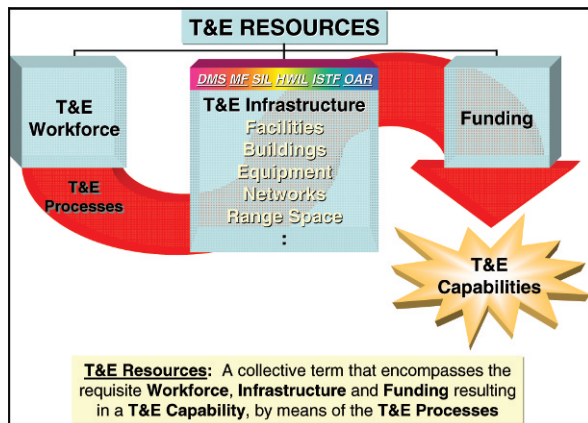 T&E RESOURCES
T&E
Workforce
DMS MF SIL HWIL ISTF OAR
T&E Infrastructure
Facilities
Buildings
Equipment
Networks
Range Space
:
Funding
T&E
Processes
T&E
Capabilities
T&E Resources: A collective term that encompasses the
requisite Workforce, Infrastructure and Funding resulting
in a T&E Capability, by means of the T&E Processes